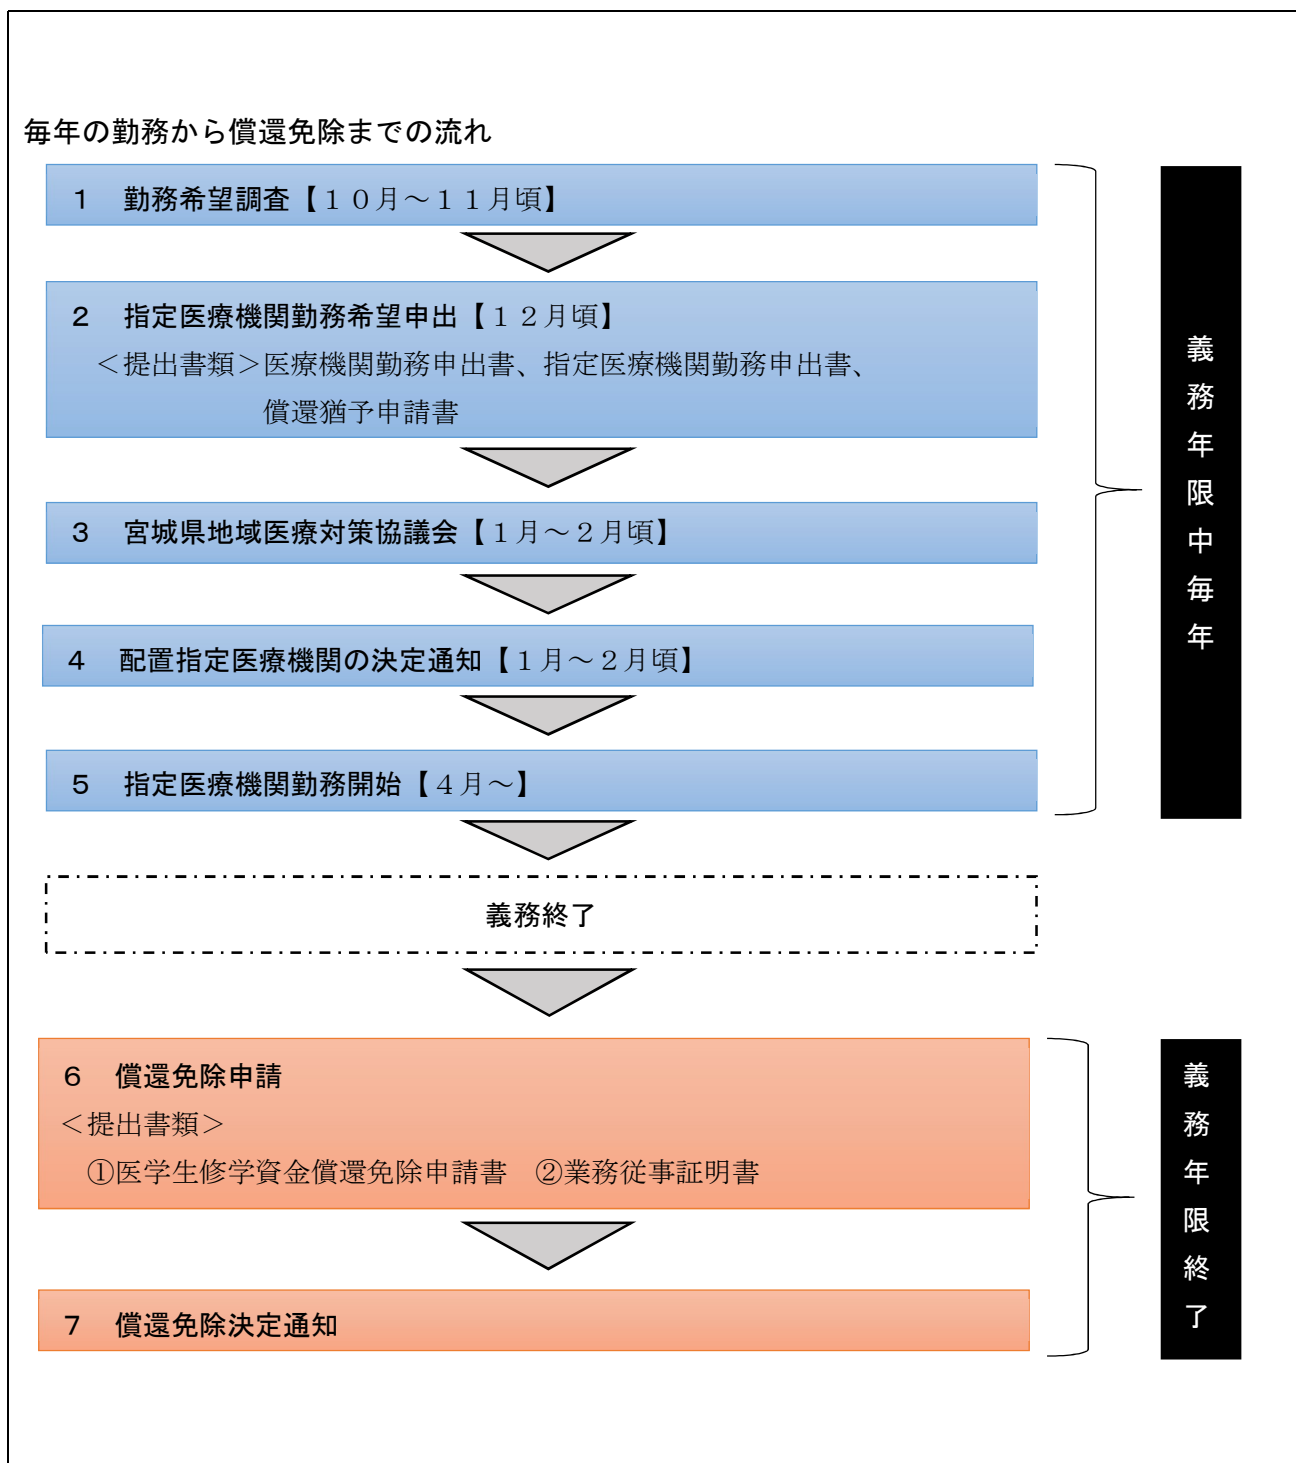 毎年の勤務から償還免除までの流れ
１　勤務希望調査【１０月～１１月頃】
２　指定医療機関勤務希望申出【１２月頃】
＜提出書類＞医療機関勤務申出書、指定医療機関勤務申出書、
償還猶予申請書
３　宮城県地域医療対策協議会【１月～２月頃】
４　配置指定医療機関の決定通知【１月～２月頃】
５　指定医療機関勤務開始【４月～】
義務年限中毎年
義務終了
６　償還免除申請
＜提出書類＞
①医学生修学資金償還免除申請書　②業務従事証明書
７　償還免除決定通知
義務年限終了